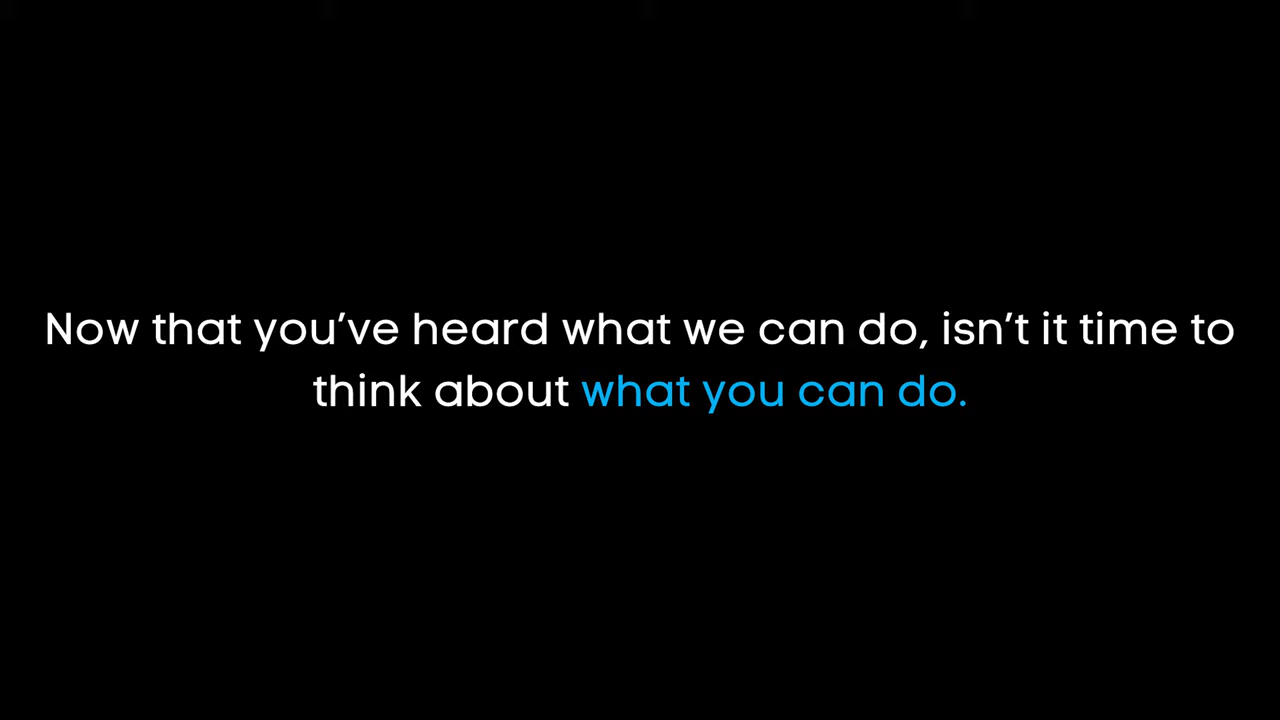 Now that you’ve heard what we can do, isn’t it time to
think about what you can do.